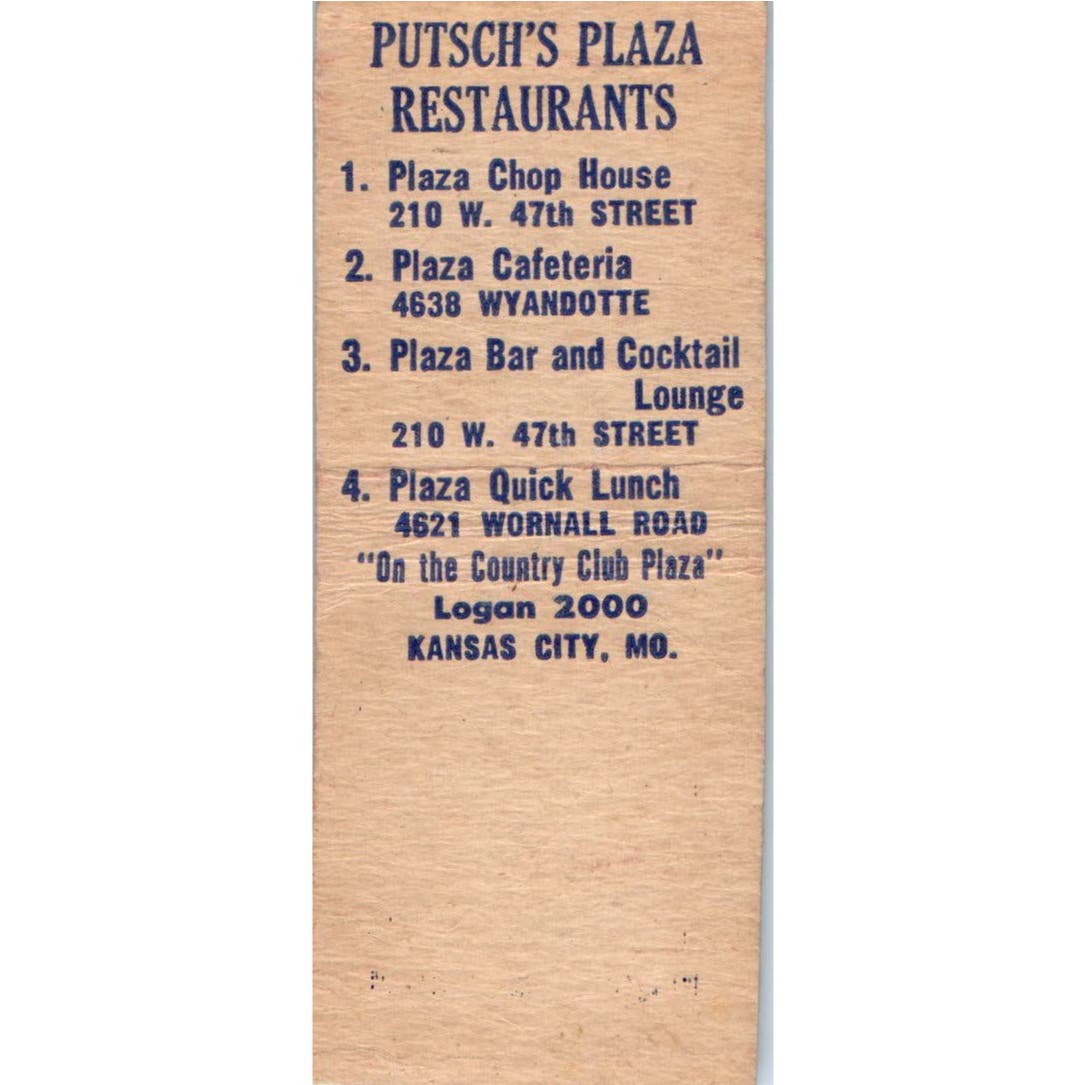 PUTSCH'S PLAZA
RESTAURANTS
1. Plaza Chop House
210 W. 47th STREET
2. Plaza Cafeteria
4638 WYANDOTTE
3. Plaza Bar and Cocktail
Lounge
210 W. 47th STREET
4. Plaza Quick Lunch
4621 WORNALL ROAD
"On the Country Club Plaza"
Logan 2000
KANSAS CITY, MO.